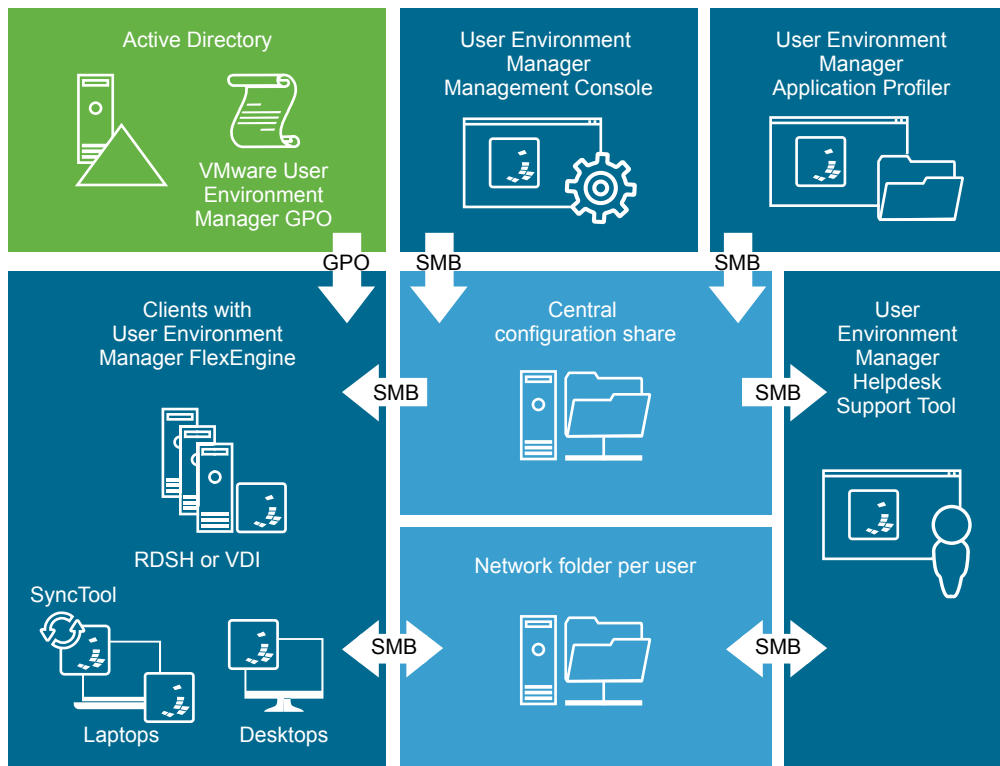 Active Directory
VMware User
Environment
Manager GPO
User Environment
Manager
Management Console
User Environment
Manager
Application Profiler
GPO
SMB
SMB
Clients with
User Environment
Manager FlexEngine
RDSH or VDI
SyncTool
Laptops
Desktops
Central
configuration share
SMB
SMB
User
Environment
Manager
Helpdesk
Support Tool
Network folder per user
SMB
SMB